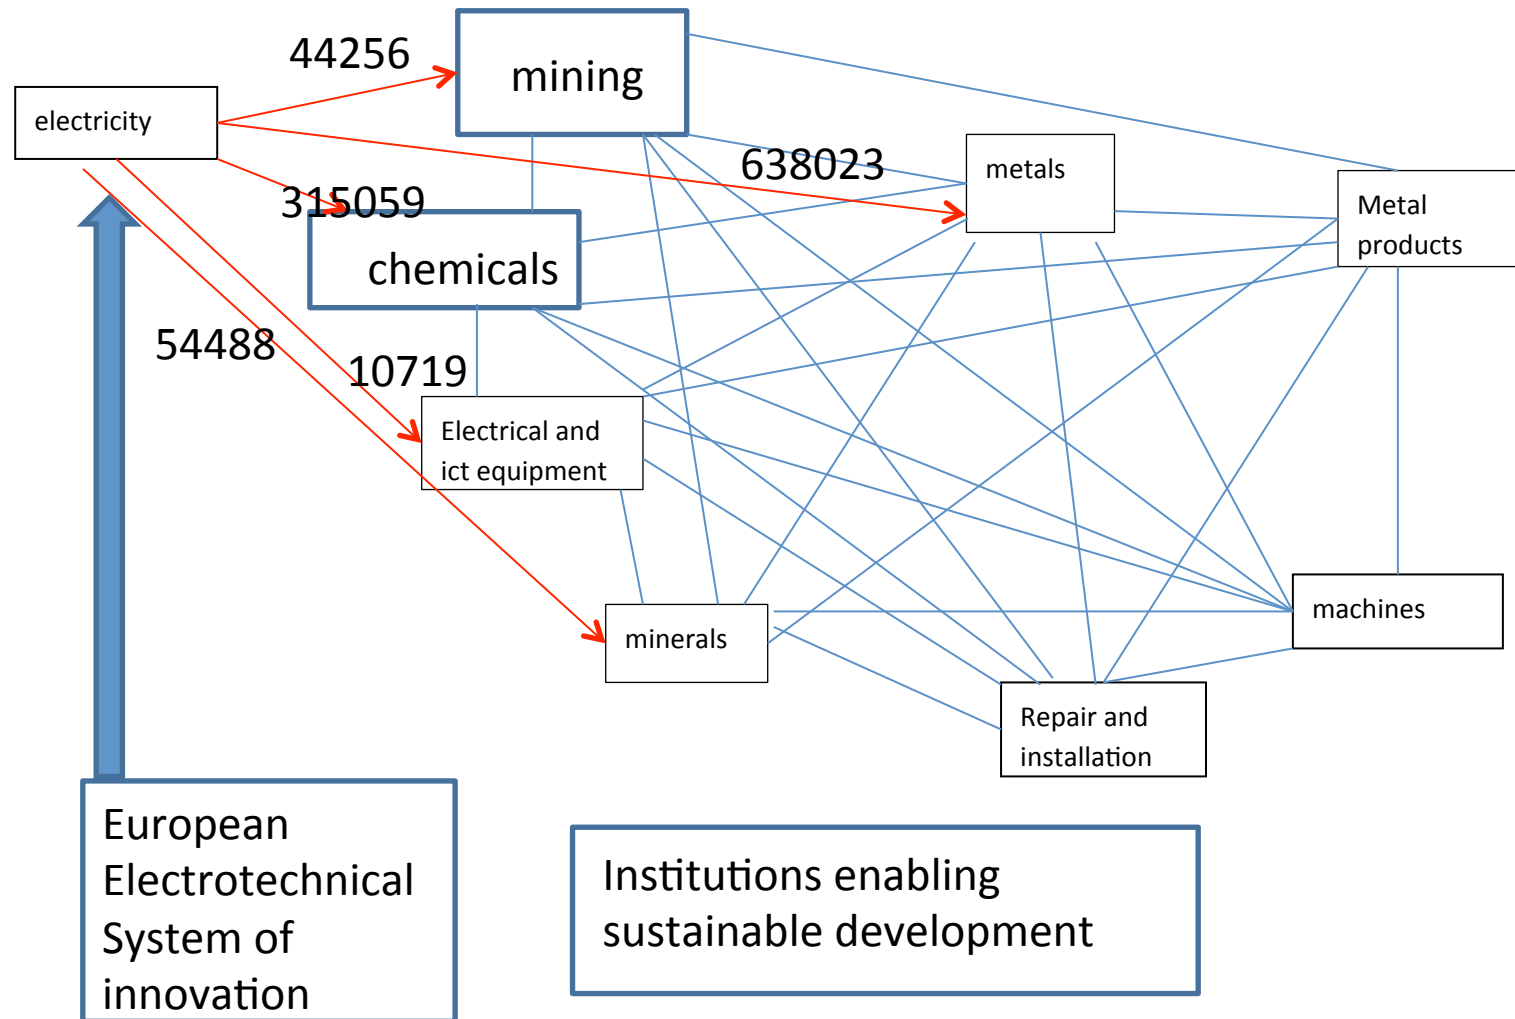 44256
mining
electricity
638023
metals
315059
Metal
products
chemicals
54488
10719
Electrical and
ict equipment
machines
minerals
Repair and
installation
European
Electrotechnical
System of
innovation
Institutions enabling
sustainable development